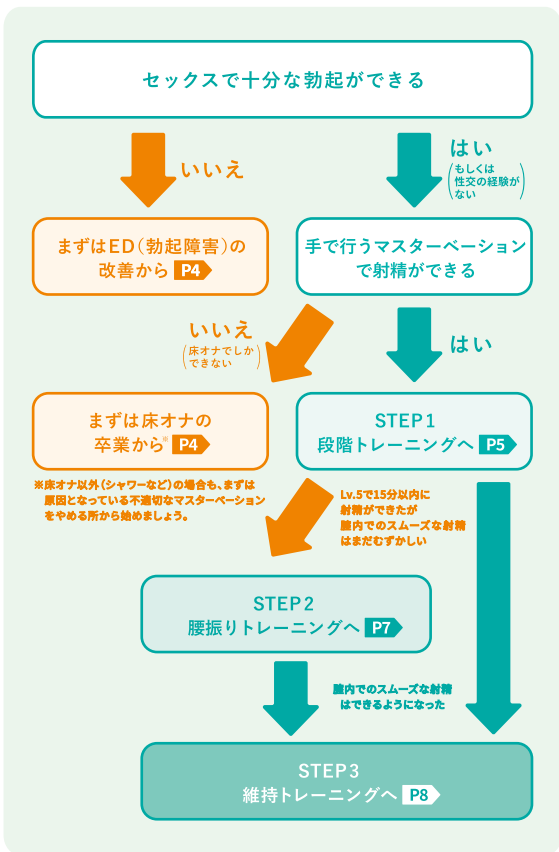 セックスで十分な勃起ができる
いいえ
はい
(もしくは
性交の経験が
ない)
まずはED(勃起障害)の
改善から P4
手で行うマスターベーション
で射精ができる
いいえ
(床オナでしか
できない)
はい
まずは床オナの
卒業から※ P4
STEP1
段階トレーニングへ P5
※床オナ以外(シャワーなど)の場合も、まずは
原因となっている不適切なマスターベーション
をやめる所から始めましょう。
Lv.5で15分以内に
射精ができたが
膣内でのスムーズな射精
はまだむずかしい
STEP2
腰振りトレーニングへ P7
膣内でのスムーズな射精
はできるようになった
STEP3
維持トレーニングへ P8